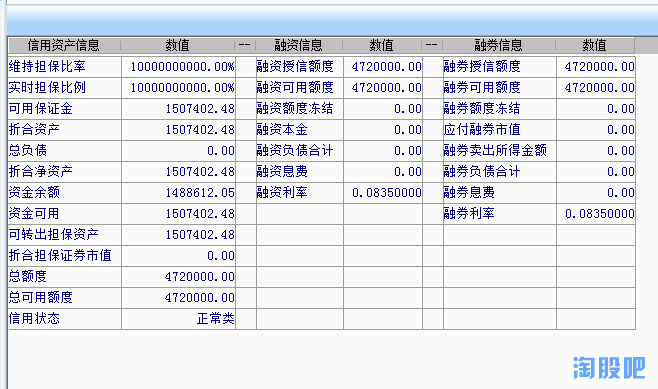 信用资产信息 数值 -- 融资信息 数值 -- 融券信息 数值
维持担保比率 10000000000.00% 融资授信额度 4720000.00 融券授信额度 4720000.00
实时担保比例 10000000000.00% 融资可用额度 4720000.00 融券可用额度 4720000.00
可用保证金 1507402.48 融资额度冻结 0.00 融券额度冻结 0.00
折合资产 1507402.48 融资本金 0.00 应付融券市值 0.00
总负债 0.00 融资负债合计 0.00 融券卖出所得金额 0.00
折合净资产 1507402.48 融资息费 0.00 融券负债合计 0.00
资金余额 1488612.05 融资利率 0.08350000 融券息费 0.00
资金可用 1507402.48 融券利率 0.08350000
可转出担保资产 1507402.48
折合担保证券市值 0.00
总额度 4720000.00
总可用额度 4720000.00
信用状态 正常类
淘股吧